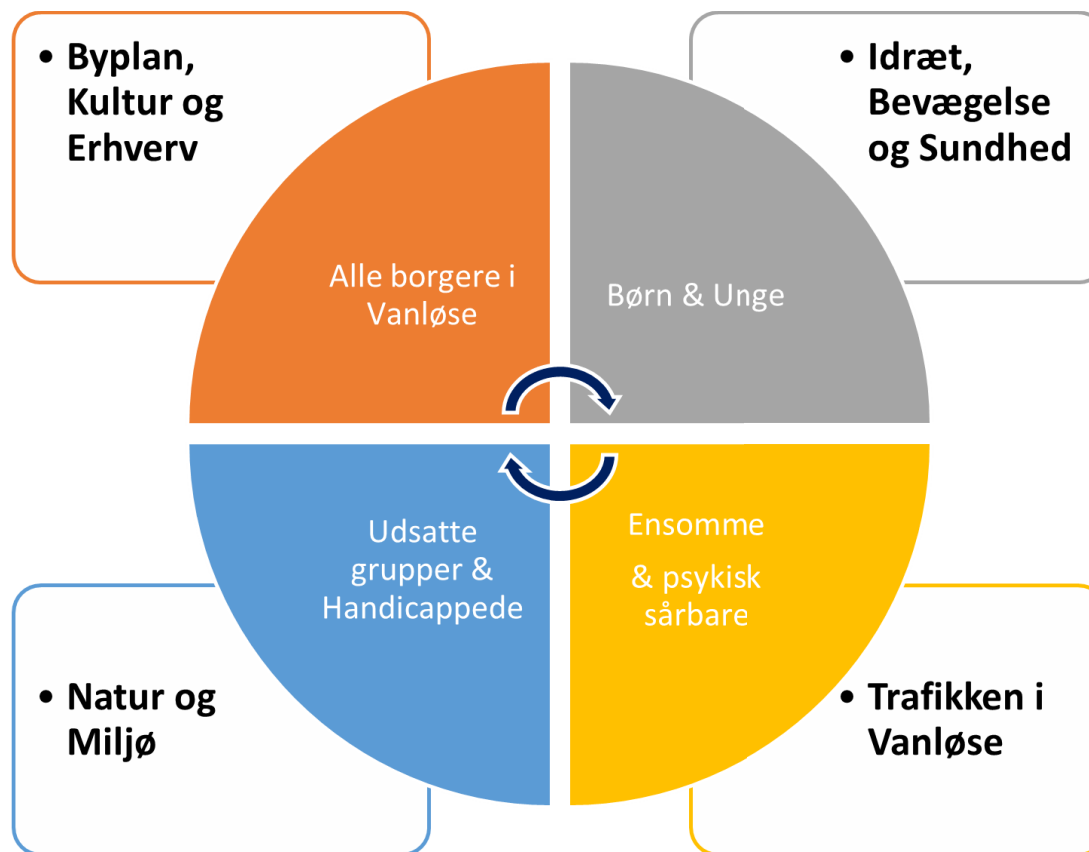 • Byplan,
Kultur og
Erhverv
• Idræt,
Bevægelse
og Sundhed
Alle borgere i
Vanløse
Børn & Unge
Udsatte
grupper &
Handicappede
Ensomme
& psykisk
sårbare
• Natur og
Miljø
• Trafikken i
Vanløse